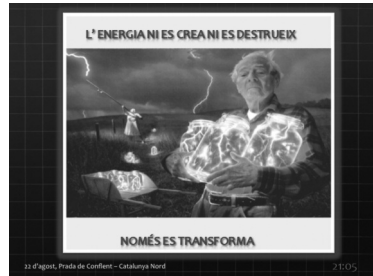 L' ENERGIA NI ES CREA NI ES DESTRUEIX
NOMÉS ES TRANSFORMA
22 d'agost, Prada de Conflent – Catalunya Nord
21:05